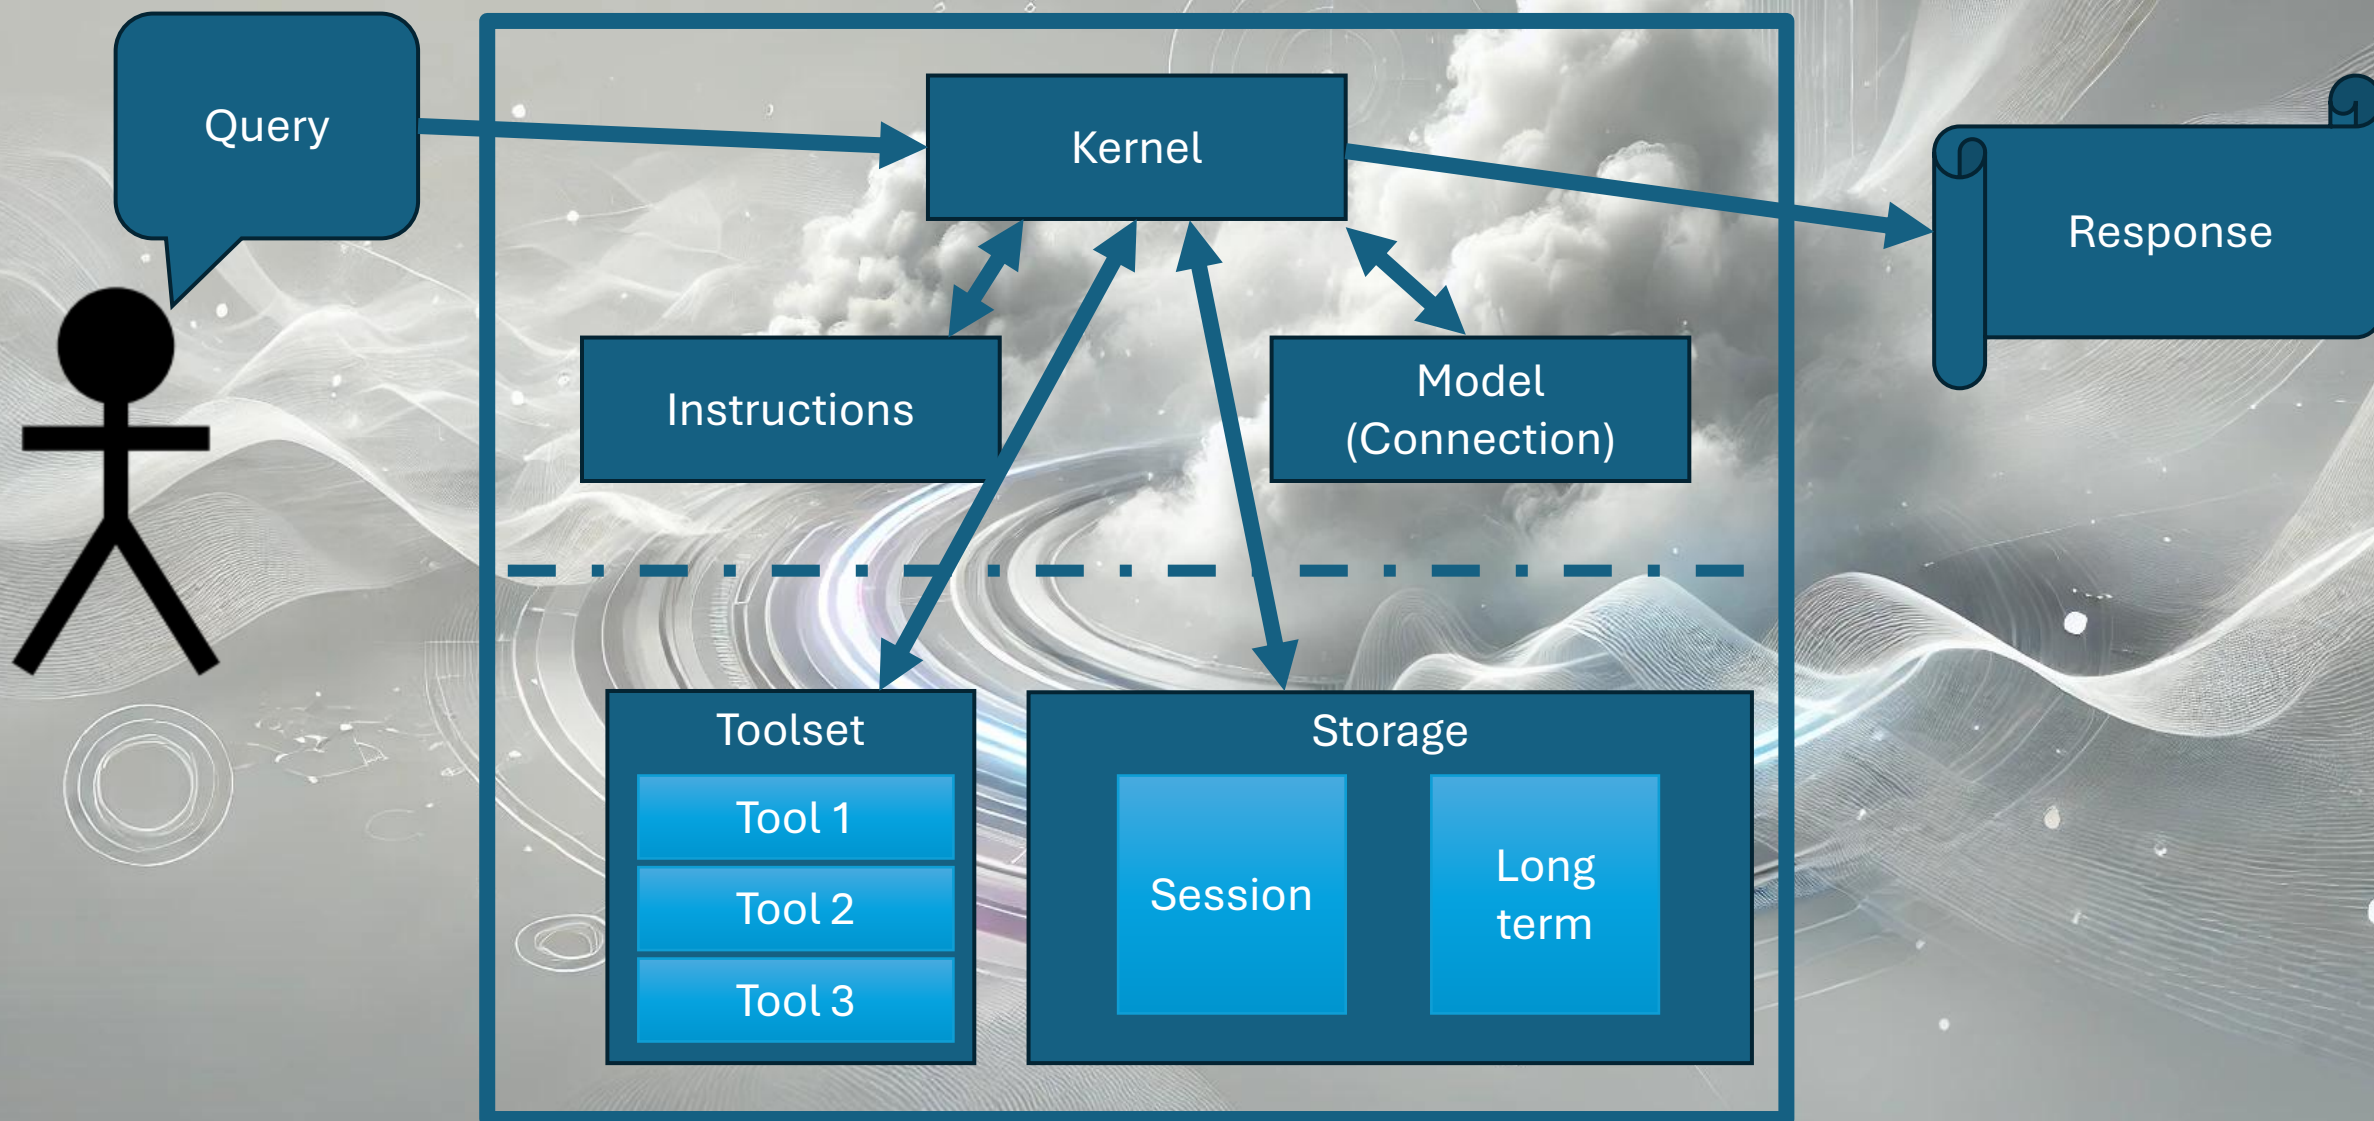 Query
Kernel
Response
Instructions
Model
(Connection)
Toolset
Tool 1
Tool 2
Tool 3
Storage
Session
Long
term